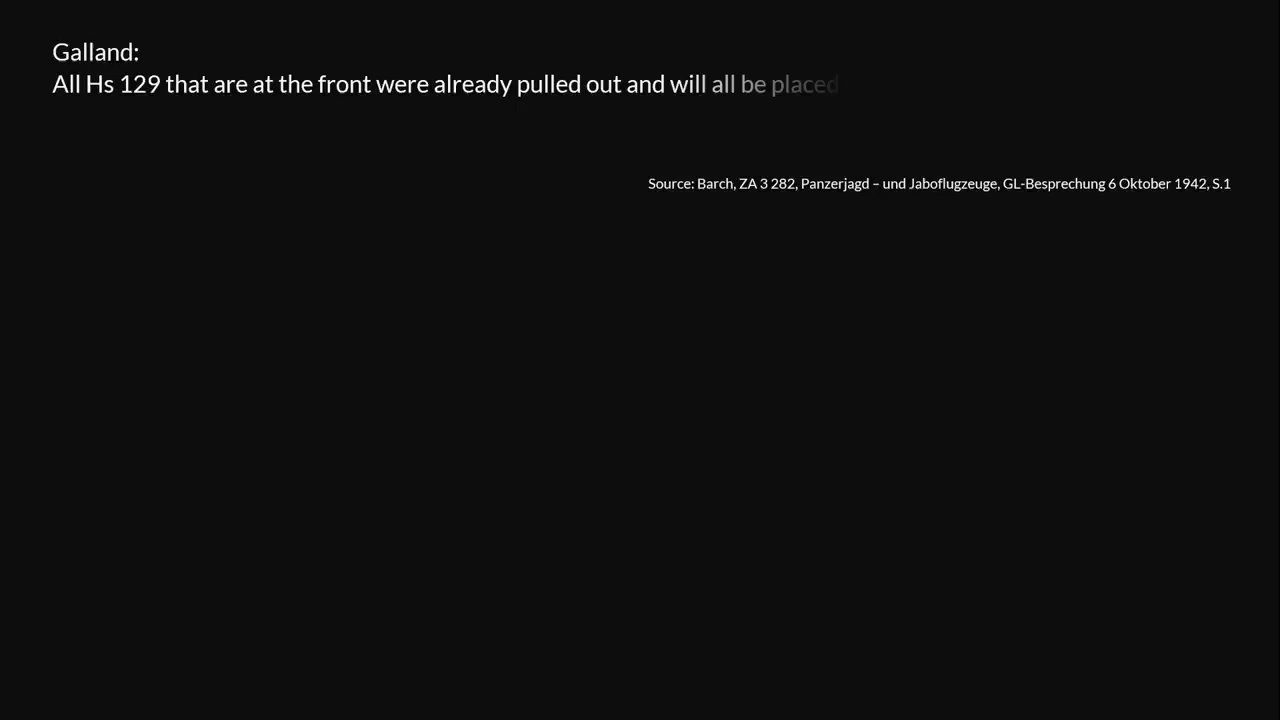 Galland:
All Hs 129 that are at the front were already pulled out and will all be placed
Source: Barch, ZA 3 282, Panzerjagd – und Jaboflugzeuge, GL-Besprechung 6 Oktober 1942, S.1